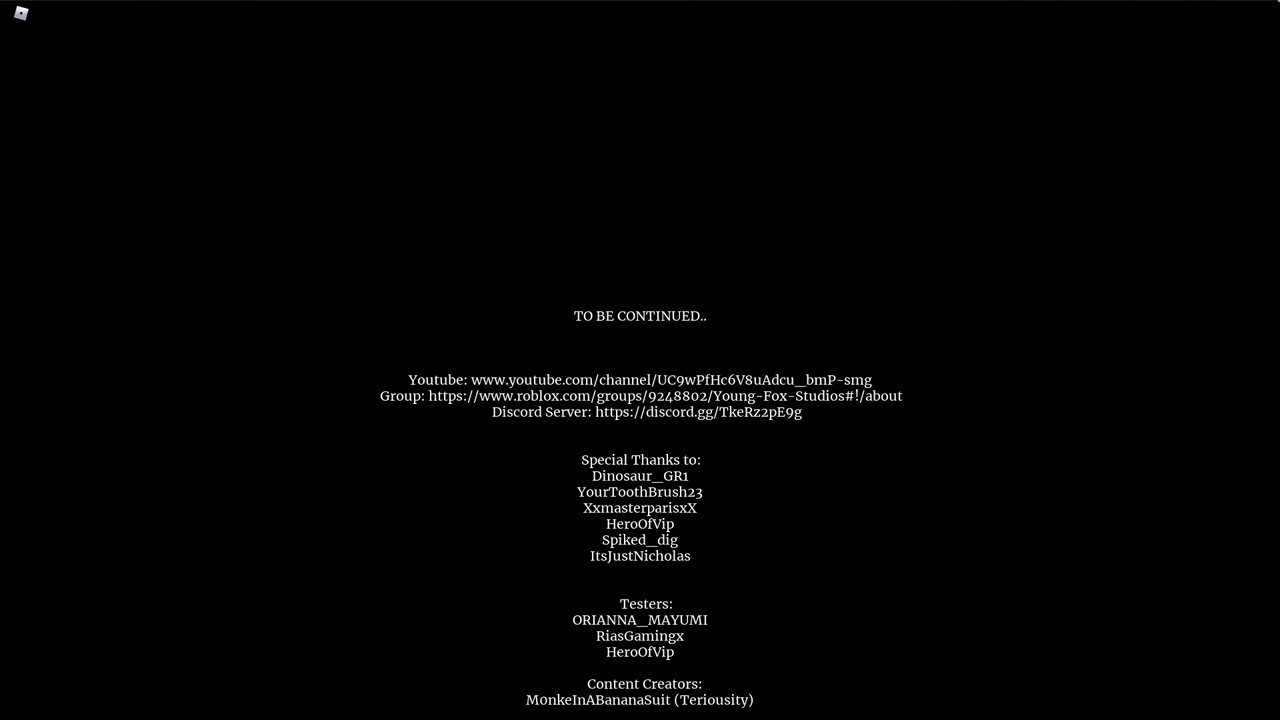 TO BE CONTINUED..
Youtube: www.youtube.com/channel/UC9wPfHc6V8uAdcu_bmP-smg
Group: https://www.roblox.com/groups/9248802/Young-Fox-Studios#!/about
Discord Server: https://discord.gg/TkeRz2pE9g
Special Thanks to:
Dinosaur_GR1
YourToothBrush23
XxmasterparisxX
HeroOfVip
Spiked_dig
ItsJustNicholas
Testers:
ORIANNA_MAYUMI
RiasGamingx
HeroOfVip
Content Creators:
MonkeInABananaSuit (Teriousity)